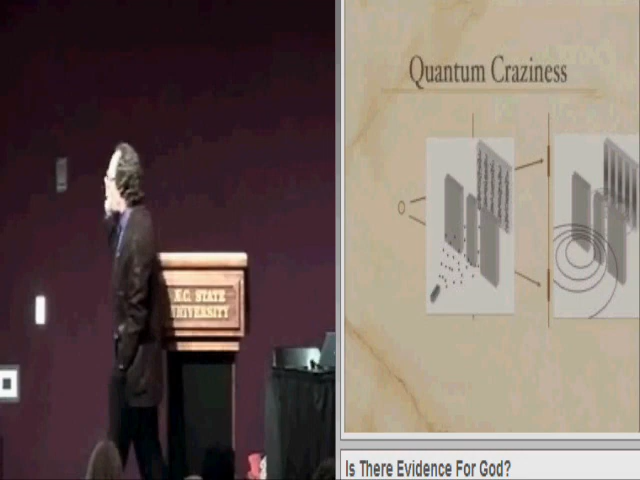 Quantum Craziness
N.C. STATE
UNIVERSITY
Is There Evidence For God?